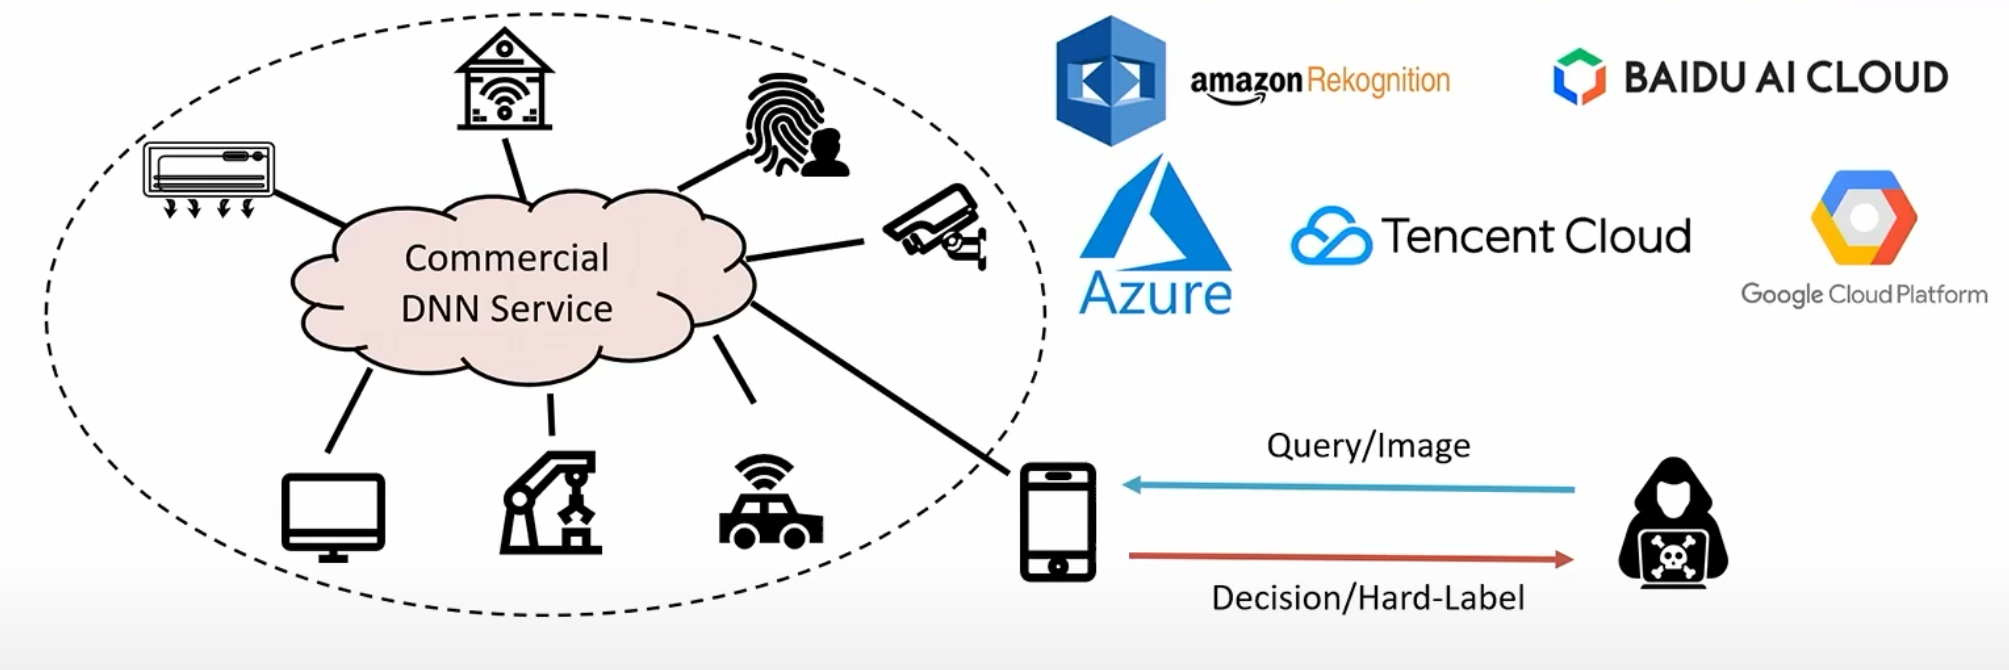 Commercial
DNN Service
amazon Rekognition
BAIDU AI CLOUD
Azure
Tencent Cloud
Google Cloud Platform
Query/Image
Decision/Hard-Label